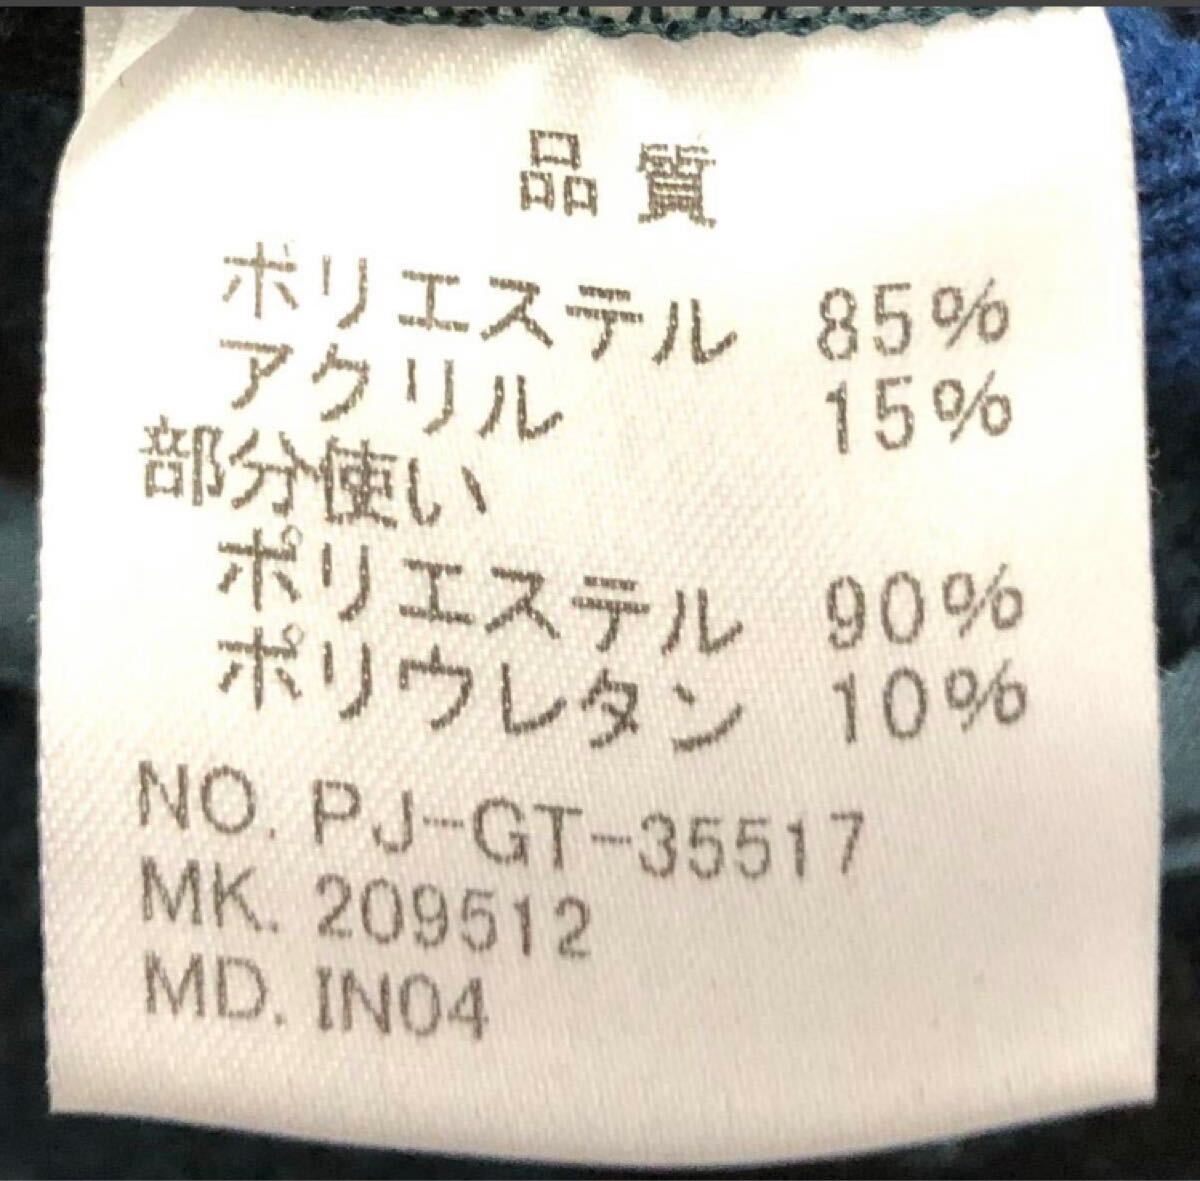 品質
ポリエステル 85%
アクリル 15%
部分使い
ポリエステル 90%
ポリウレタン 10%
NO. PJ-GT-35517
MK. 209512
MD. IN04